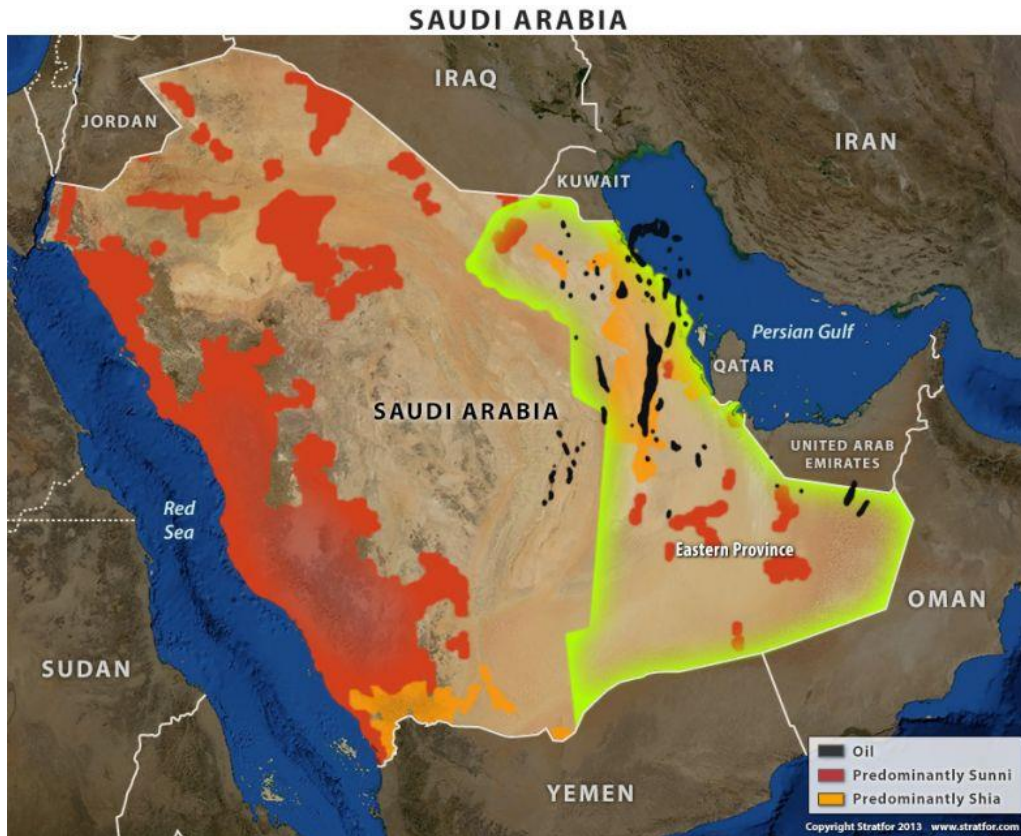 SAUDI ARABIA
IRAQ
JORDAN
IRAN
KUWAIT
Persian Gulf
QATAR
SAUDI ARABIA
UNITED ARAB
EMIRATES
Red
Sea
Eastern Province
OMAN
SUDAN
YEMEN
Oil
Predominantly Sunni
Predominantly Shia
Copyright Stratfor 2013 www.stratfor.com